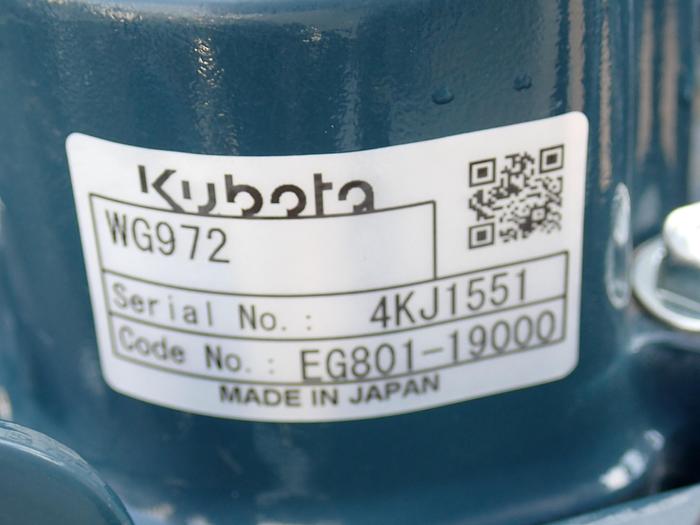 Kubota
WG972
Serial No.: 4KJ1551
Code No.: EG801-19000
MADE IN JAPAN